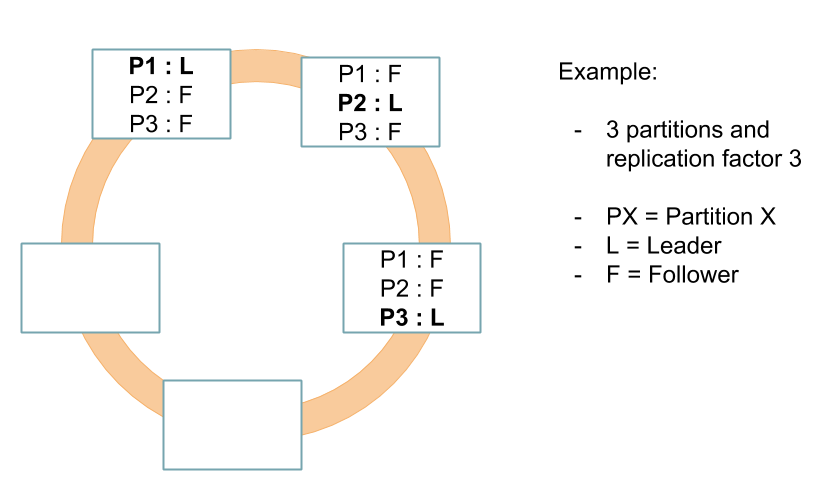 P1 : L
P2 : F
P3 : F
P1 : F
P2 : L
P3 : F
P1 : F
P2 : F
P3 : L
Example:
- 3 partitions and
replication factor 3
- PX = Partition X
- L = Leader
- F = Follower